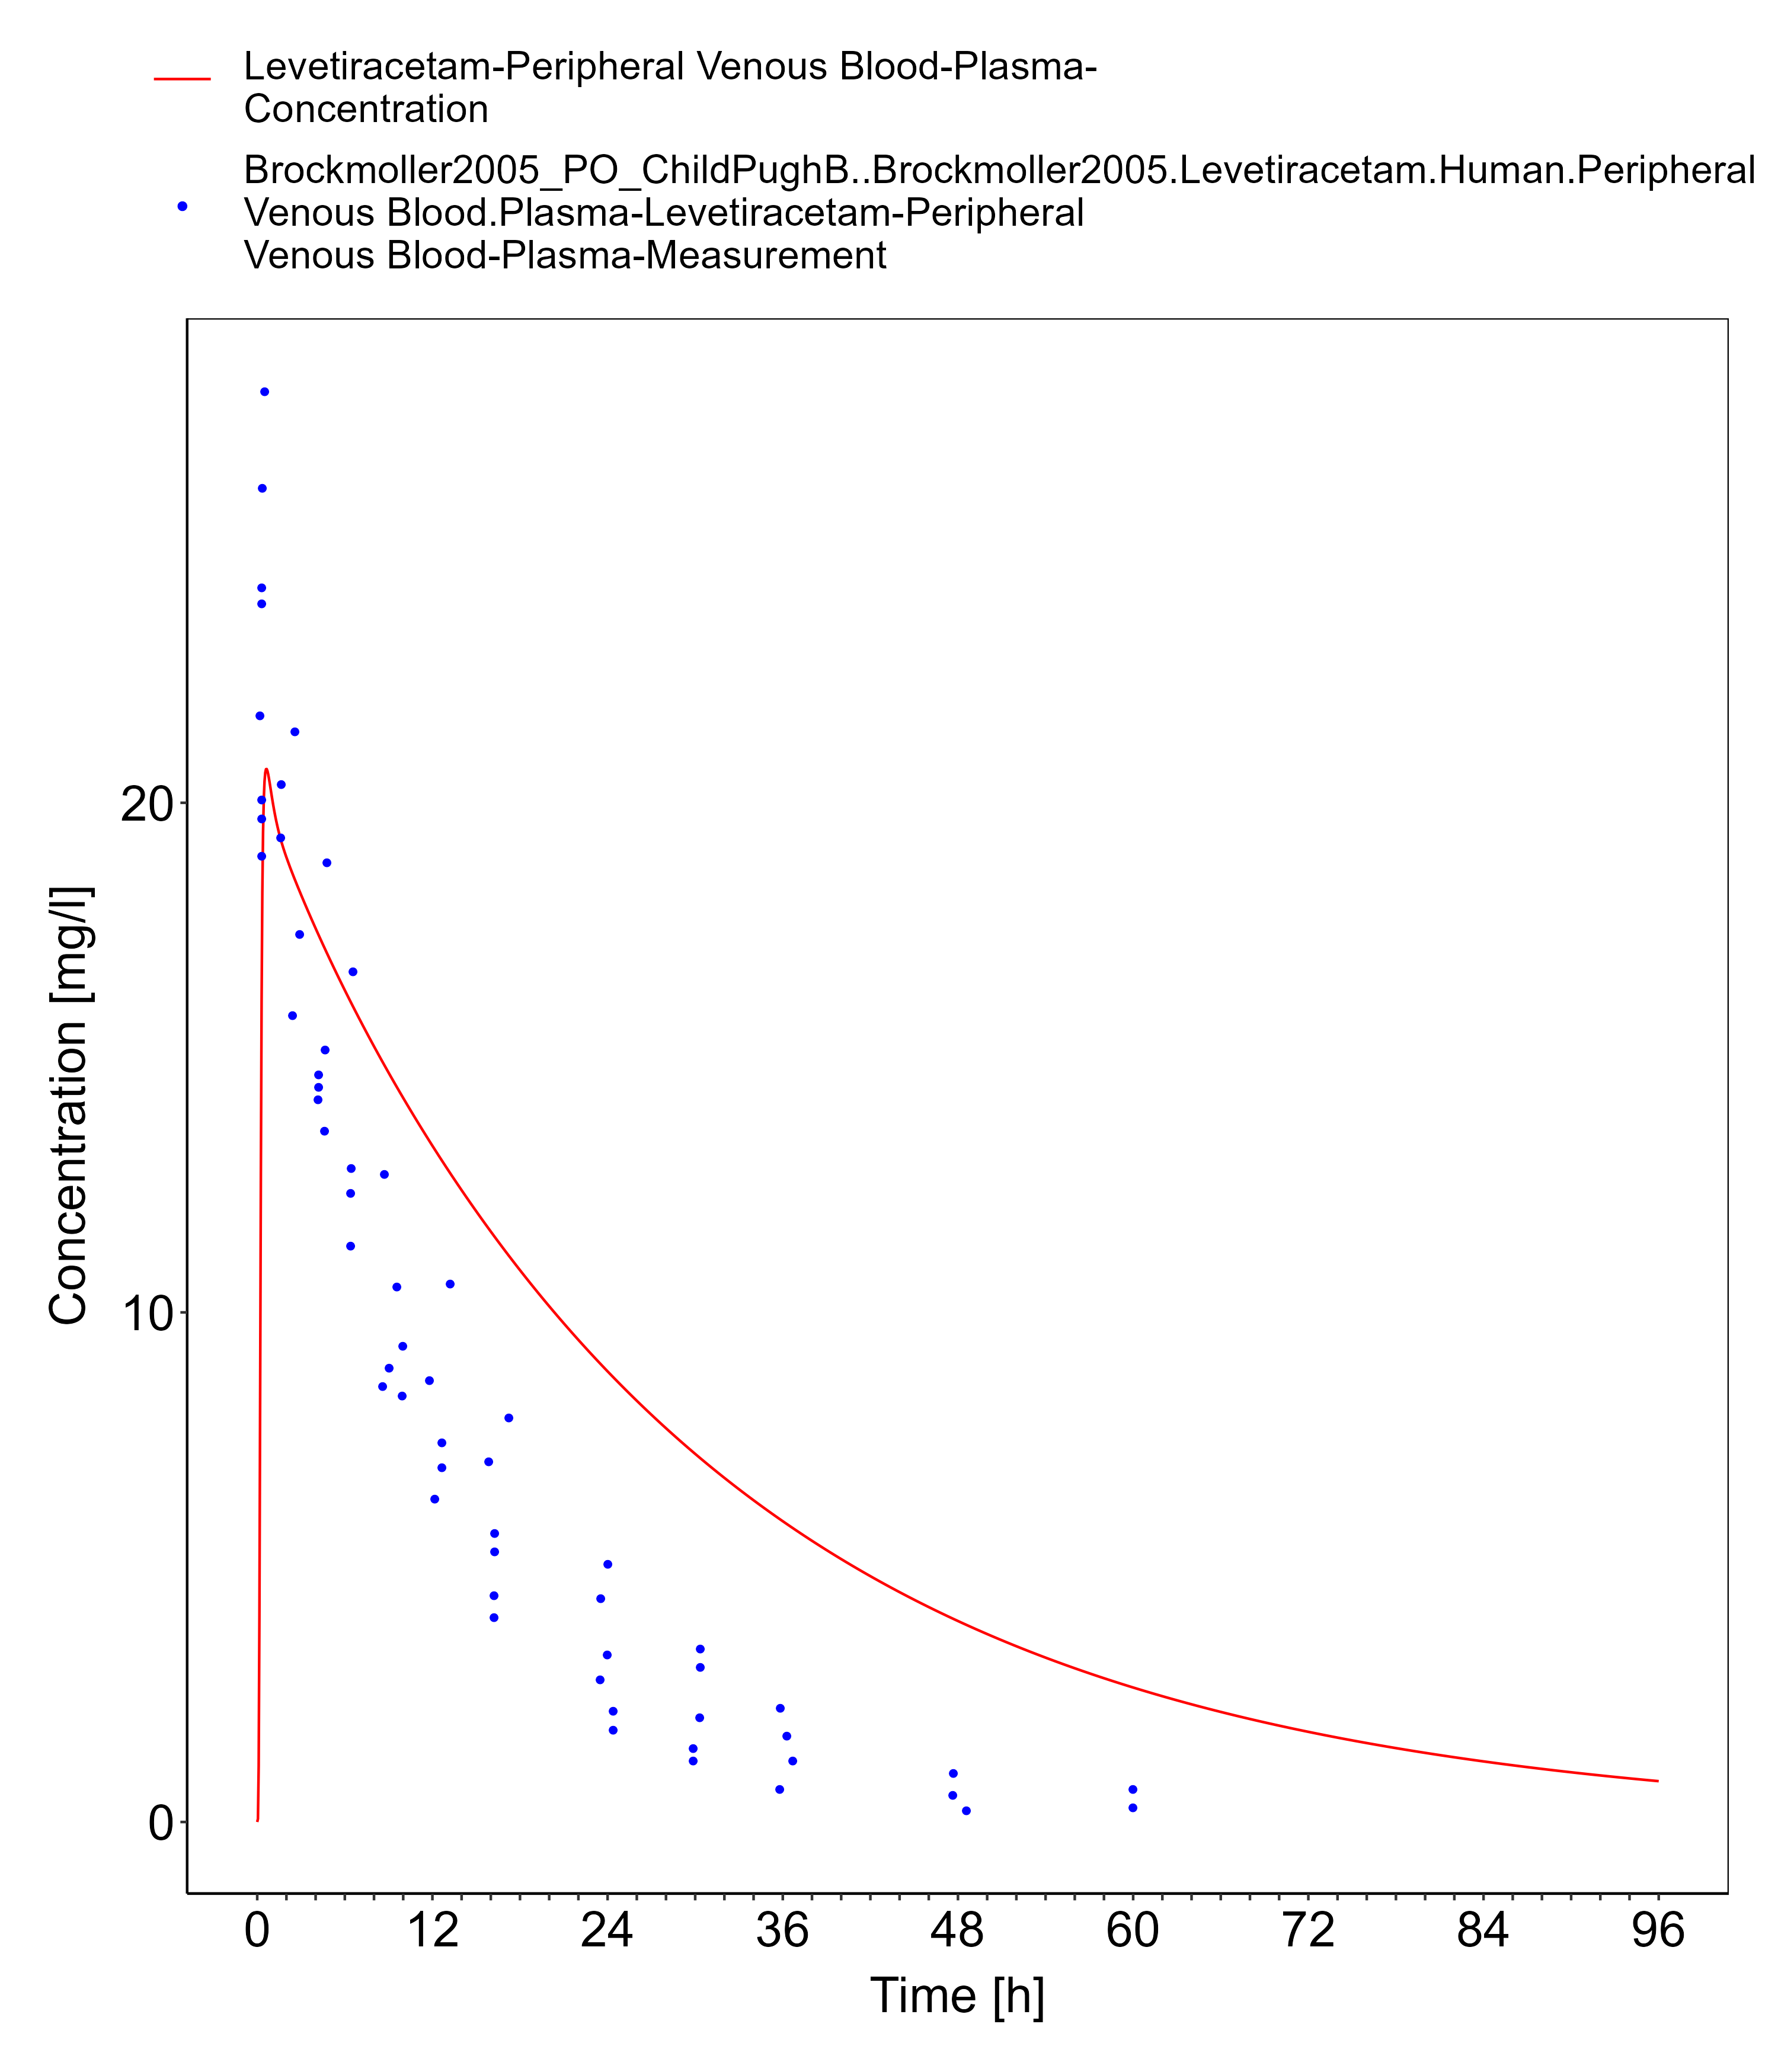 Levetiracetam-Peripheral Venous Blood-Plasma-
Concentration
Brockmoller2005_PO_ChildPughB..Brockmoller2005.Levetiracetam.Human.Peripheral
Venous Blood.Plasma-Levetiracetam-Peripheral
Venous Blood-Plasma-Measurement
20
10
0
Concentration [mg/l]
0 12 24 36 48 60 72 84 96
Time [h]